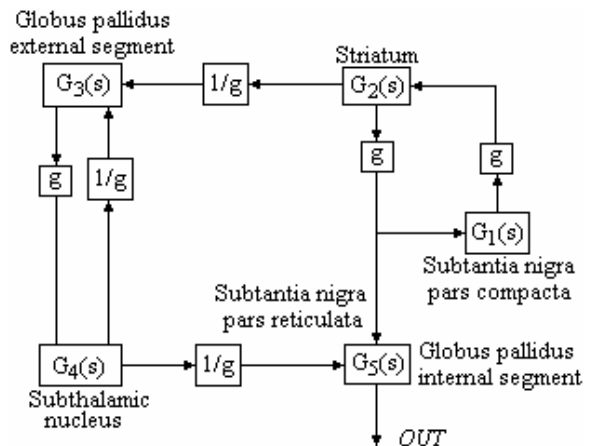 Globus pallidus
external segment
G3(s)
1/g
Striatum
G2(s)
g
1/g
g
g
G1(s)
Subtantia nigra
pars compacta
Subtantia nigra
pars reticulata
G4(s)
Subthalamic
nucleus
1/g
G5(s)
Globus pallidus
internal segment
OUT